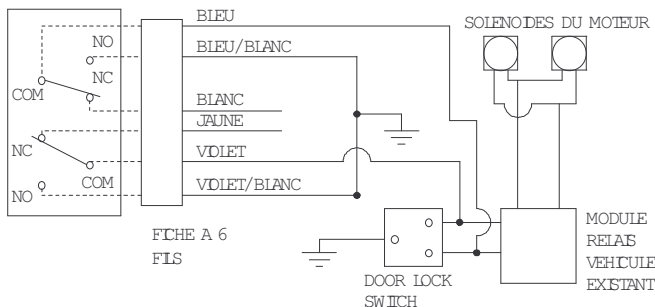 BLEU
SOLENOIDES DU MOTEUR
NO
BLEU/BLANC
NC
COM
BLANC
JAUNE
NC
VIOLET
COM
NO
VIOLET/BLANC
FICHE A 6
FILS
MODULE
RELAIS
VEHICULE
EXISTANT
DOOR LOCK
SWITCH